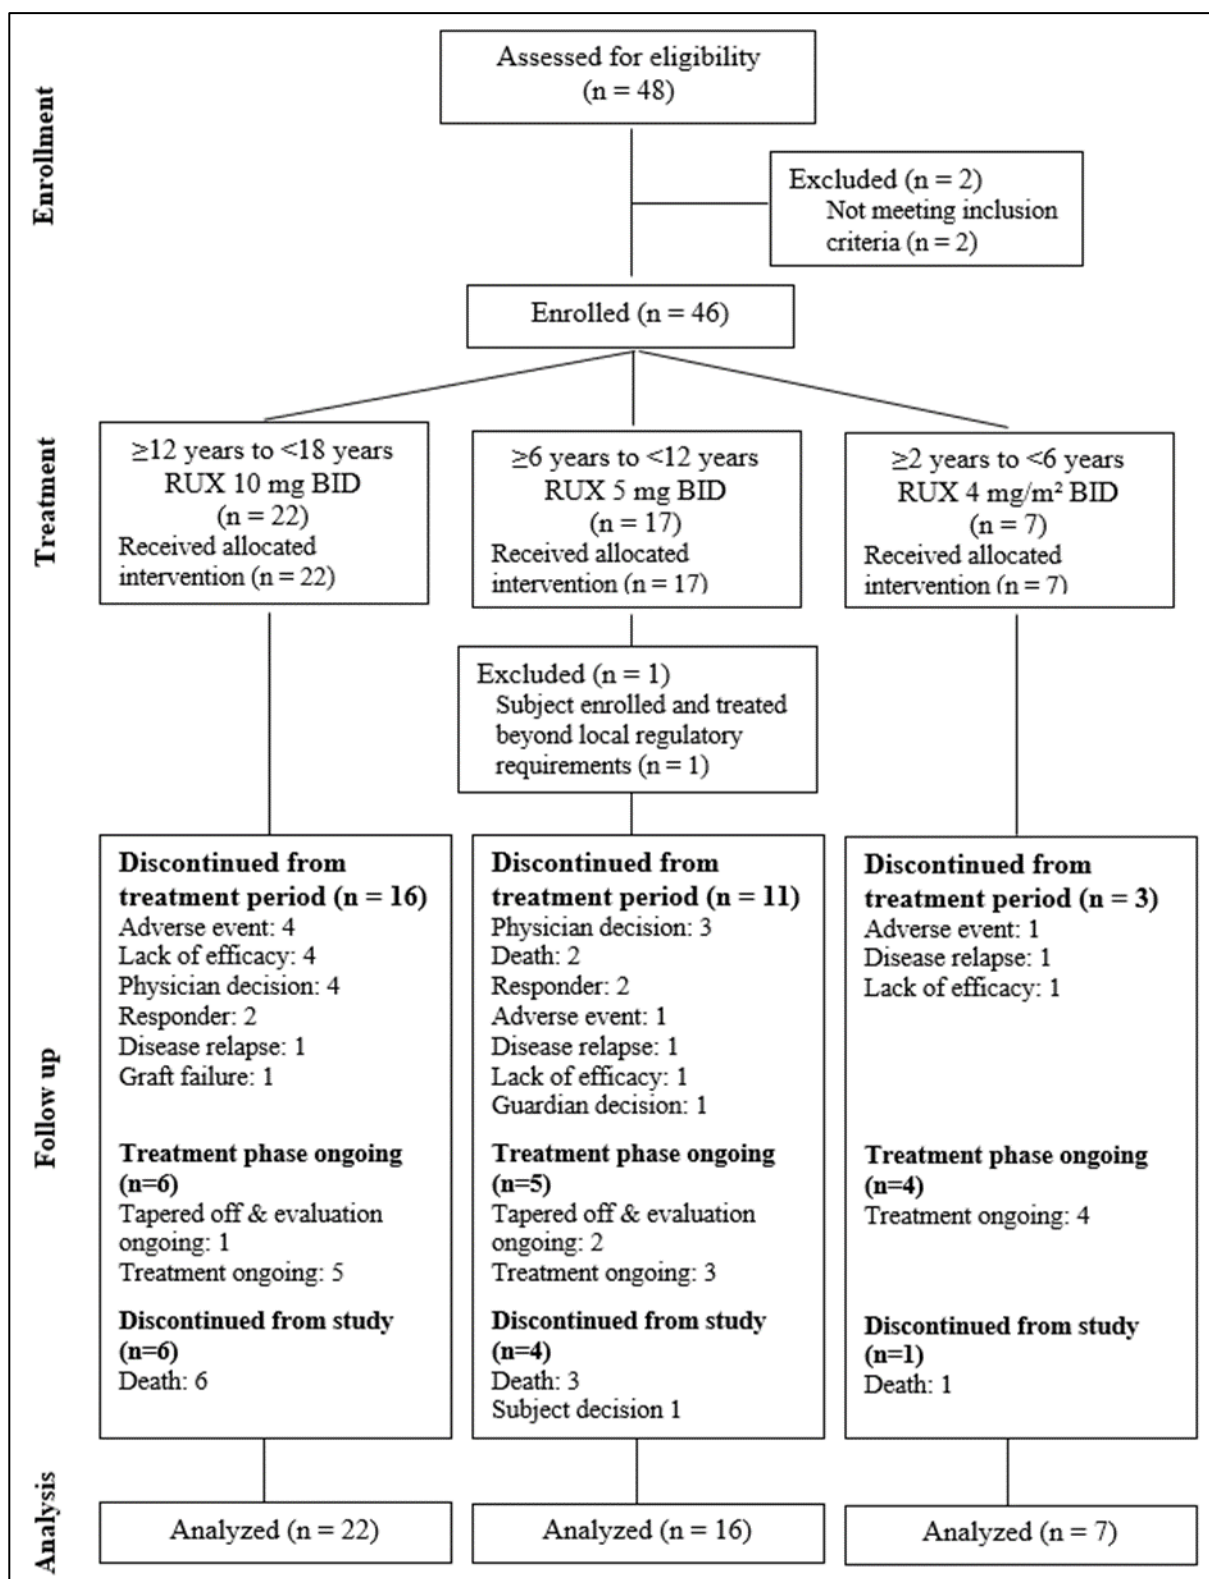 Enrollment
Assessed for eligibility
(n = 48)
Excluded (n = 2)
Not meeting inclusion
criteria (n = 2)
Enrolled (n = 46)
Treatment
≥12 years to <18 years
RUX 10 mg BID
(n = 22)
Received allocated
intervention (n = 22)
≥6 years to <12 years
RUX 5 mg BID
(n = 17)
Received allocated
intervention (n = 17)
≥2 years to <6 years
RUX 4 mg/m² BID
(n = 7)
Received allocated
intervention (n = 7)
Excluded (n = 1)
Subject enrolled and treated
beyond local regulatory
requirements (n = 1)
Follow up
Discontinued from
treatment period (n = 16)
Adverse event: 4
Lack of efficacy: 4
Physician decision: 4
Responder: 2
Disease relapse: 1
Graft failure: 1
Treatment phase ongoing
(n=6)
Tapered off & evaluation
ongoing: 1
Treatment ongoing: 5
Discontinued from study
(n=6)
Death: 6
Discontinued from
treatment period (n = 11)
Physician decision: 3
Death: 2
Responder: 2
Adverse event: 1
Disease relapse: 1
Lack of efficacy: 1
Guardian decision: 1
Treatment phase ongoing
(n=5)
Tapered off & evaluation
ongoing: 2
Treatment ongoing: 3
Discontinued from study
(n=4)
Death: 3
Subject decision 1
Discontinued from
treatment period (n = 3)
Adverse event: 1
Disease relapse: 1
Lack of efficacy: 1
Treatment phase ongoing
(n=4)
Treatment ongoing: 4
Discontinued from study
(n=1)
Death: 1
Analysis
Analyzed (n = 22)
Analyzed (n = 16)
Analyzed (n = 7)